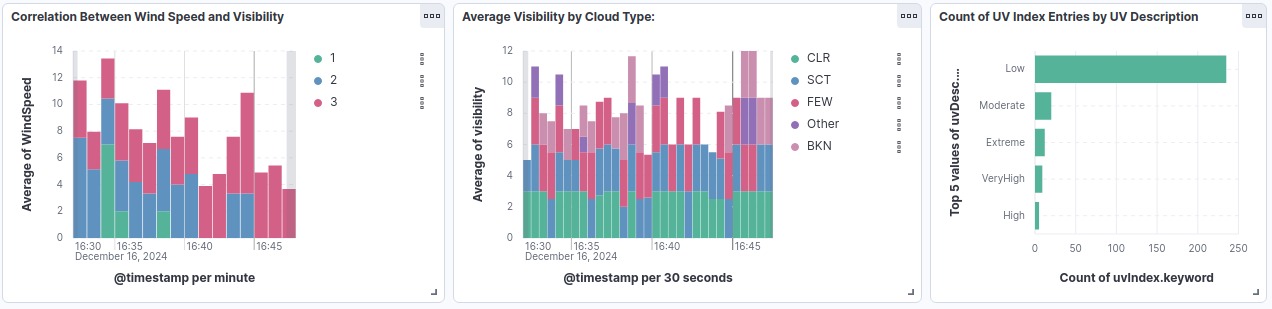 Correlation Between Wind Speed and Visibility
Average of WindSpeed
14
12
10
8
6
4
2
0
16:30 16:35 16:40 16:45
December 16, 2024
@timestamp per minute
1
2
3
Average Visibility by Cloud Type:
Average of visibility
12
10
8
6
4
2
0
16:30 16:35 16:40 16:45
December 16, 2024
@timestamp per 30 seconds
CLR
SCT
FEW
Other
BKN
Count of UV Index Entries by UV Description
Top 5 values of uvDesc....
Low
Moderate
Extreme
VeryHigh
High
0 50 100 150 200 250
Count of uvIndex.keyword